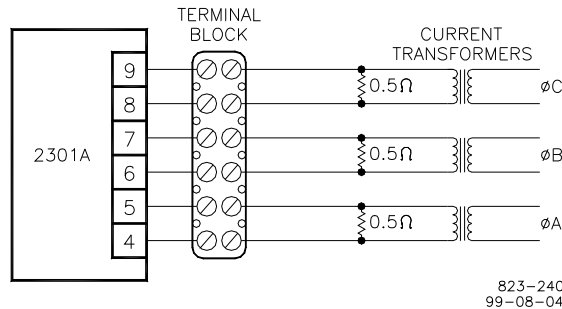 TERMINAL
BLOCK
CURRENT
TRANSFORMERS
2301A
9
8
7
6
5
4
0.5Ω
0.5Ω
0.5Ω
øC
øB
øA
823-240
99-08-04